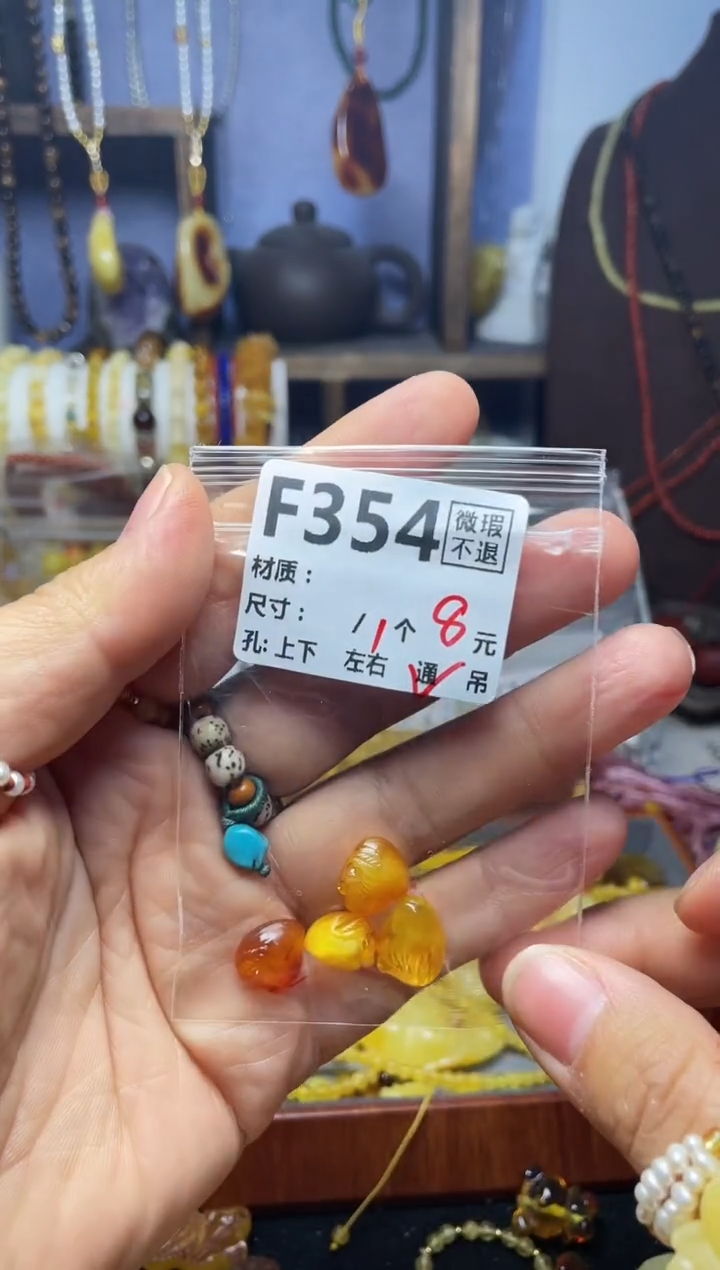 F354 微瑕
不退
材质：
尺寸： / 1个 8元
孔: 上下 左右 通 吊